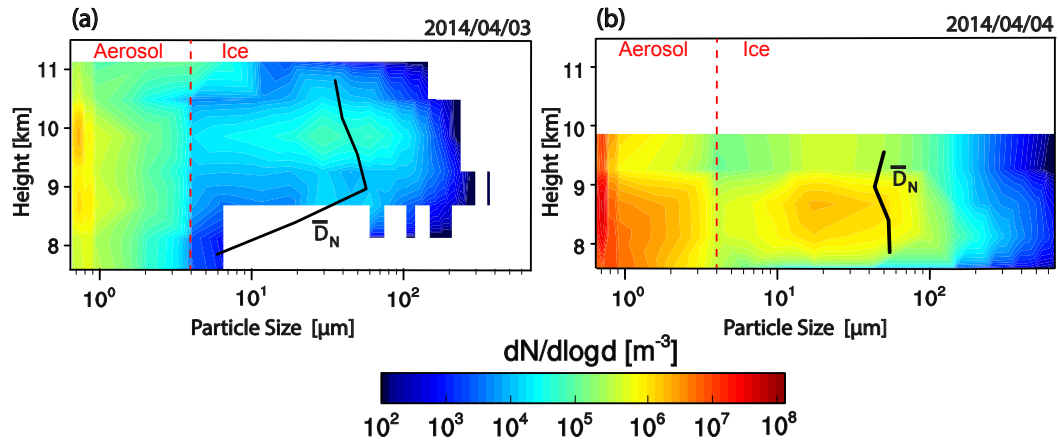 (a)
2014/04/03
Aerosol Ice
Height [km]
11
10
9
8
D̅_N
10⁰ 10¹ 10²
Particle Size [µm]
(b)
2014/04/04
Aerosol Ice
Height [km]
11
10
9
8
D̅_N
10⁰ 10¹ 10²
Particle Size [µm]
dN/dlogd [m⁻³]
10² 10³ 10⁴ 10⁵ 10⁶ 10⁷ 10⁸